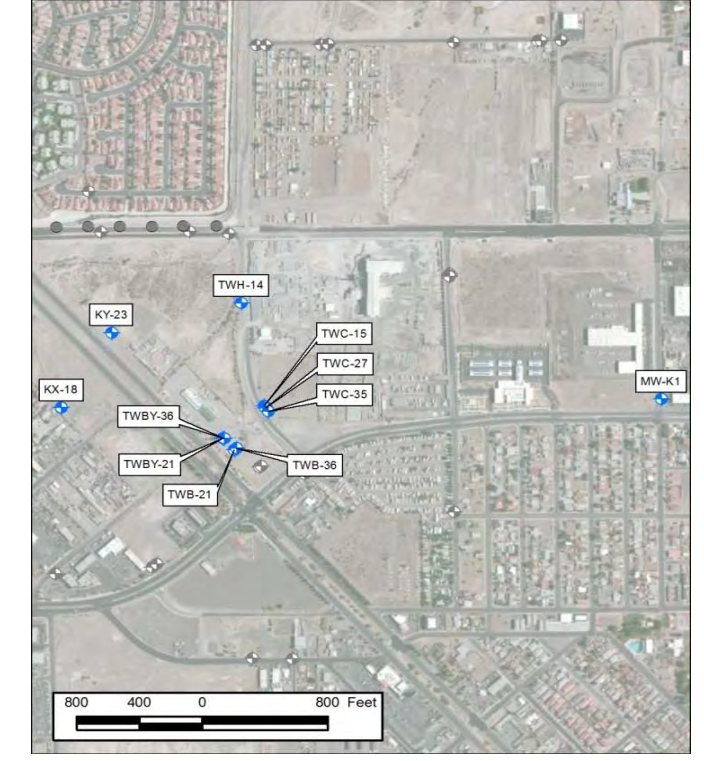 TWH-14
KY-23
TWC-15
TWC-27
KX-18
MW-K1
TWC-35
TWBY-36
TWBY-21
TWB-36
TWB-21
800 400 0 800 Feet